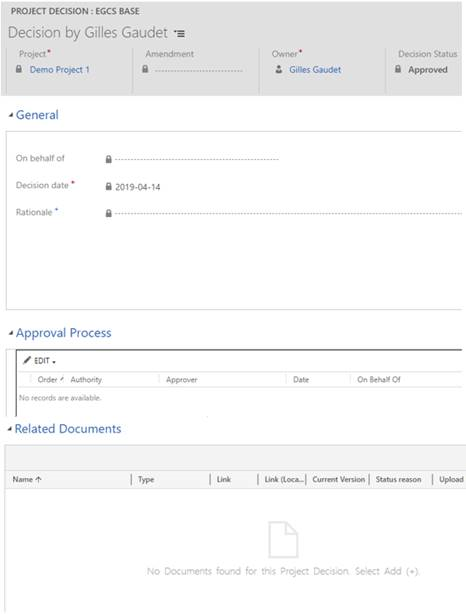 PROJECT DECISION : EGCS BASE
Decision by Gilles Gaudet
Project* Amendment Owner* Decision Status
Demo Project 1 Gilles Gaudet Approved
General
On behalf of
Decision date * 2019-04-14
Rationale *
Approval Process
EDIT
Order Authority Approver Date On Behalf Of
No records are available.
Related Documents
Name ↑ Type Link Link (Loca... Current Version Status reason Upload
No Documents found for this Project Decision. Select Add (+).